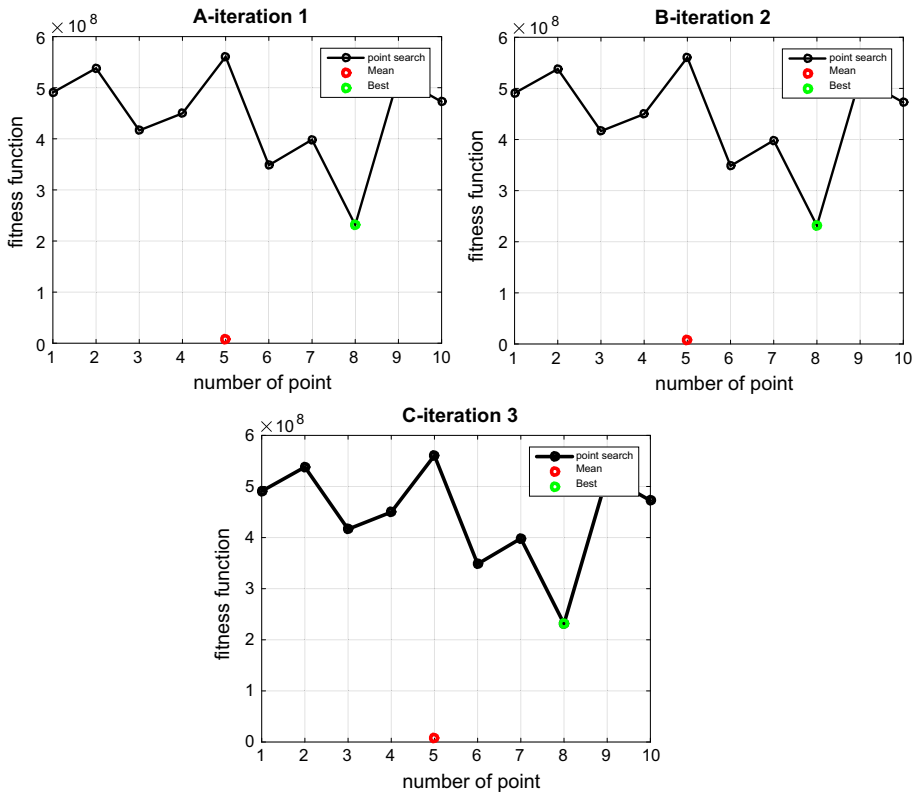 A-iteration 1
×10 8
6
5
4
3
2
1
0
fitness function
point search
Mean
Best
1 2 3 4 5 6 7 8 9 10
number of point
B-iteration 2
×10 8
6
5
4
3
2
1
0
fitness function
point search
Mean
Best
1 2 3 4 5 6 7 8 9 10
number of point
C-iteration 3
×10 8
6
5
4
3
2
1
0
fitness function
point search
Mean
Best
1 2 3 4 5 6 7 8 9 10
number of point